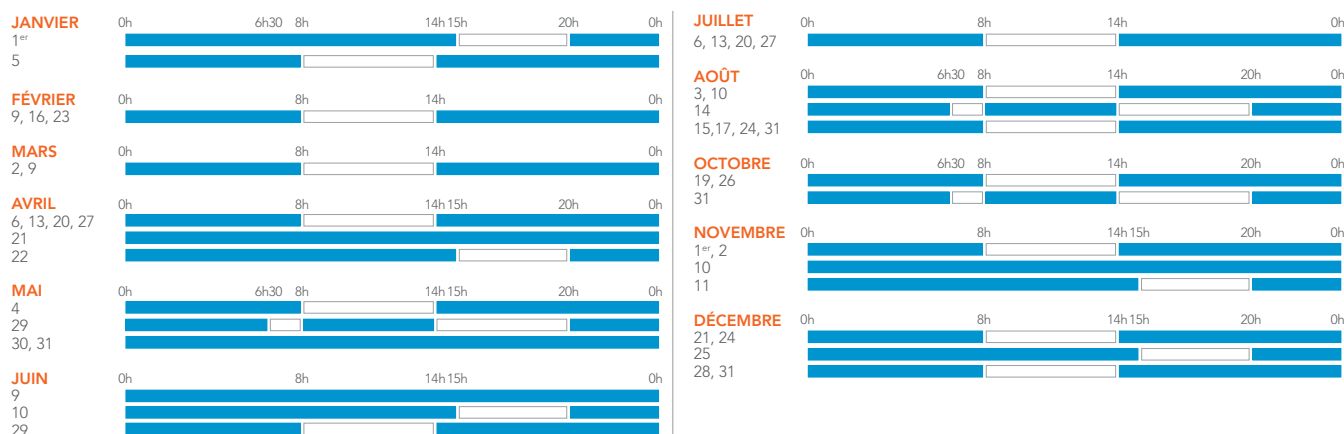 JANVIER 0h 6h30 8h 14h 15h 20h 0h
1er
5
FÉVRIER 0h 8h 14h 0h
9, 16, 23
MARS 0h 8h 14h 0h
2, 9
AVRIL 0h 8h 14h 15h 20h 0h
6, 13, 20, 27
21
22
MAI 0h 6h30 8h 14h 15h 20h 0h
4
29
30, 31
JUIN 0h 8h 14h 15h 0h
9
10
29
JUILLET 0h 8h 14h 0h
6, 13, 20, 27
AOÛT 0h 6h30 8h 14h 20h 0h
3, 10
14
15,17, 24, 31
OCTOBRE 0h 6h30 8h 14h 20h 0h
19, 26
31
NOVEMBRE 0h 8h 14h 15h 20h 0h
1er, 2
10
11
DÉCEMBRE 0h 8h 14h 15h 20h 0h
21, 24
25
28, 31